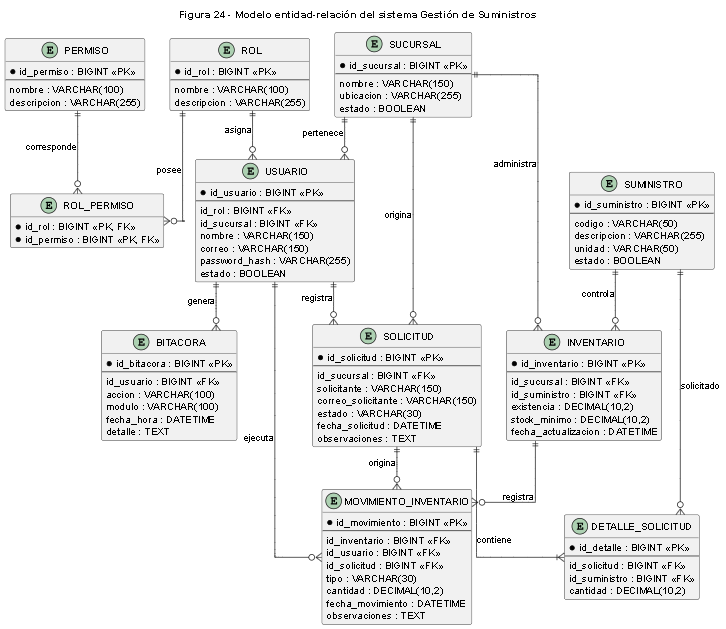 Figura 24 - Modelo entidad-relación del sistema Gestión de Suministros
E PERMISO
● id_permiso : BIGINT «PK»
nombre : VARCHAR(100)
descripcion : VARCHAR(255)
E ROL
● id_rol : BIGINT «PK»
nombre : VARCHAR(100)
descripcion : VARCHAR(255)
E SUCURSAL
● id_sucursal : BIGINT «PK»
nombre : VARCHAR(150)
ubicacion : VARCHAR(255)
estado : BOOLEAN
corresponde
posee
asigna
pertenece
administra
origina
E ROL_PERMISO
● id_rol : BIGINT «PK, FK»
● id_permiso : BIGINT «PK, FK»
E USUARIO
● id_usuario : BIGINT «PK»
id_rol : BIGINT «FK»
id_sucursal : BIGINT «FK»
nombre : VARCHAR(150)
correo : VARCHAR(150)
password_hash : VARCHAR(255)
estado : BOOLEAN
E SUMINISTRO
● id_suministro : BIGINT «PK»
codigo : VARCHAR(50)
descripcion : VARCHAR(255)
unidad : VARCHAR(50)
estado : BOOLEAN
genera
registra
controla
solicitado
ejecuta
E BITACORA
● id_bitacora : BIGINT «PK»
id_usuario : BIGINT «FK»
accion : VARCHAR(100)
modulo : VARCHAR(100)
fecha_hora : DATETIME
detalle : TEXT
E SOLICITUD
● id_solicitud : BIGINT «PK»
id_sucursal : BIGINT «FK»
solicitante : VARCHAR(150)
correo_solicitante : VARCHAR(150)
estado : VARCHAR(30)
fecha_solicitud : DATETIME
observaciones : TEXT
E INVENTARIO
● id_inventario : BIGINT «PK»
id_sucursal : BIGINT «FK»
id_suministro : BIGINT «FK»
existencia : DECIMAL(10,2)
stock_minimo : DECIMAL(10,2)
fecha_actualizacion : DATETIME
origina
registra
contiene
E MOVIMIENTO_INVENTARIO
● id_movimiento : BIGINT «PK»
id_inventario : BIGINT «FK»
id_usuario : BIGINT «FK»
id_solicitud : BIGINT «FK»
tipo : VARCHAR(30)
cantidad : DECIMAL(10,2)
fecha_movimiento : DATETIME
observaciones : TEXT
E DETALLE_SOLICITUD
● id_detalle : BIGINT «PK»
id_solicitud : BIGINT «FK»
id_suministro : BIGINT «FK»
cantidad : DECIMAL(10,2)